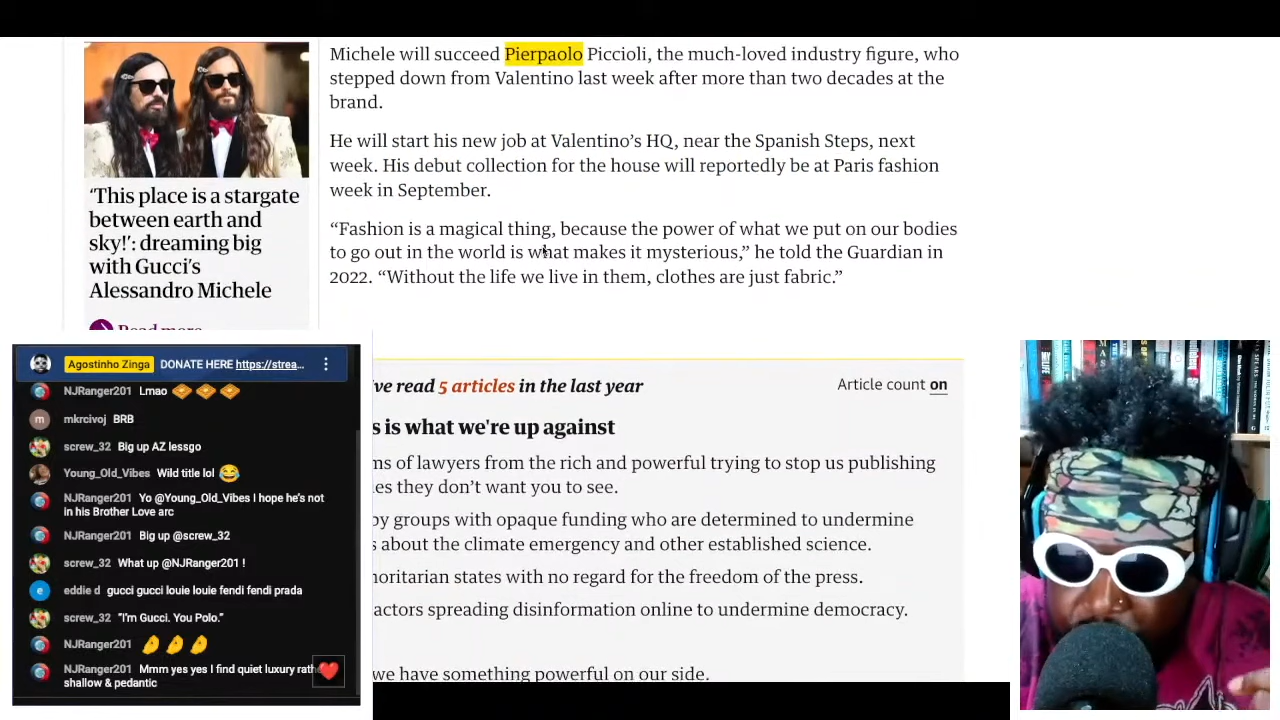 Michele will succeed Pierpaolo Piccioli, the much-loved industry figure, who
stepped down from Valentino last week after more than two decades at the
brand.
He will start his new job at Valentino’s HQ, near the Spanish Steps, next
week. His debut collection for the house will reportedly be at Paris fashion
week in September.
“Fashion is a magical thing, because the power of what we put on our bodies
to go out in the world is what makes it mysterious,” he told the Guardian in
2022. “Without the life we live in them, clothes are just fabric.”
‘This place is a stargate
between earth and
sky!’: dreaming big
with Gucci’s
Alessandro Michele
Read more
Agostinho Zinga DONATE HERE https://strea...
NJRanger201 Lmao
mkrcivoj BRB
screw_32 Big up AZ lessgo
Young_Old_Vibes Wild title lol 😂
NJRanger201 Yo @Young_Old_Vibes I hope he's not
in his Brother Love arc
NJRanger201 Big up @screw_32
screw_32 What up @NJRanger201 !
eddie d gucci gucci louie louie fendi fendi prada
screw_32 “I’m Gucci. You Polo.”
NJRanger201
NJRanger201 Mmm yes yes I find quiet luxury
shallow & pedantic
read 5 articles in the last year
Article count on
is what we're up against
of lawyers from the rich and powerful trying to stop us publishing
they don’t want you to see.
groups with opaque funding who are determined to undermine
about the climate emergency and other established science.
states with no regard for the freedom of the press.
actors spreading disinformation online to undermine democracy.
we have something powerful on our side.